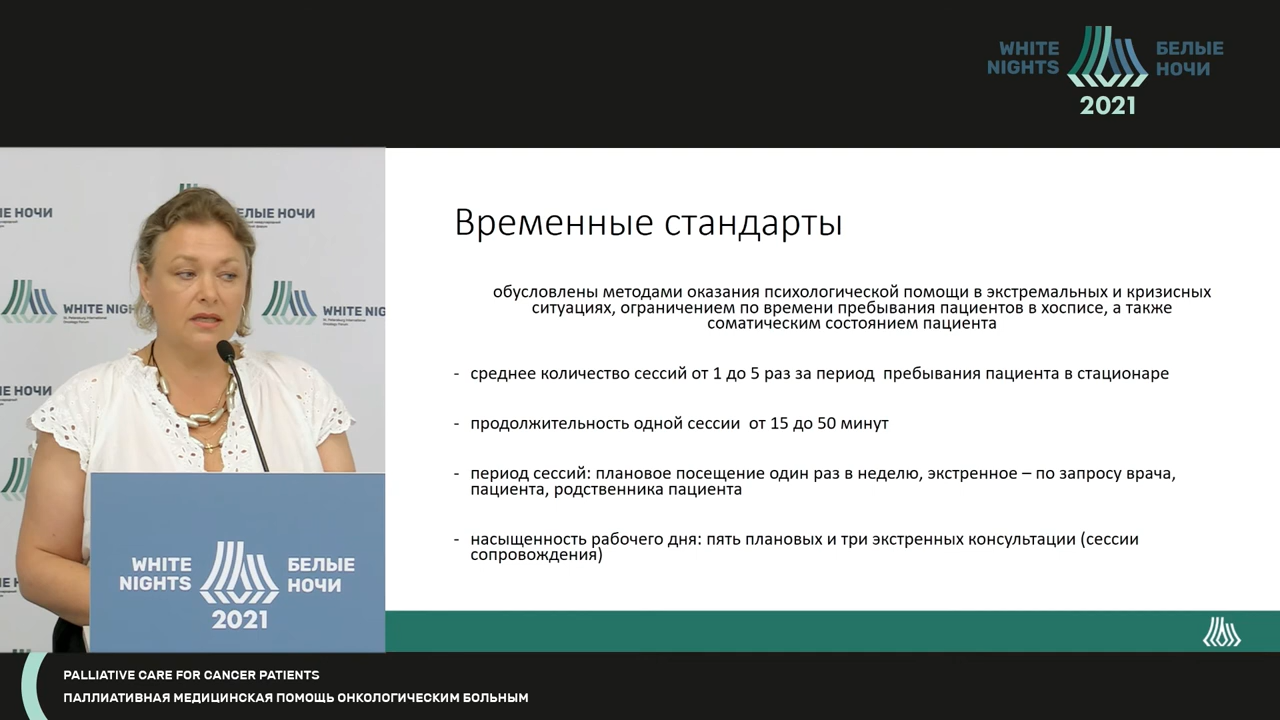 WHITE NIGHTS
БЕЛЫЕ НОЧИ
2021
БЕЛЫЕ НОЧИ
WHITE NIGHTS
Временные стандарты
обусловлены методами оказания психологической помощи в экстремальных и кризисных
ситуациях, ограничением по времени пребывания пациентов в хосписе, а также
соматическим состоянием пациента
- среднее количество сессий от 1 до 5 раз за период пребывания пациента в стационаре
- продолжительность одной сессии от 15 до 50 минут
- период сессий: плановое посещение один раз в неделю, экстренное – по запросу врача,
пациента, родственника пациента
- насыщенность рабочего дня: пять плановых и три экстренных консультации (сессии
сопровождения)
WHITE NIGHTS
БЕЛЫЕ НОЧИ
2021
PALLIATIVE CARE FOR CANCER PATIENTS
ПАЛЛИАТИВНАЯ МЕДИЦИНСКАЯ ПОМОЩЬ ОНКОЛОГИЧЕСКИМ БОЛЬНЫМ